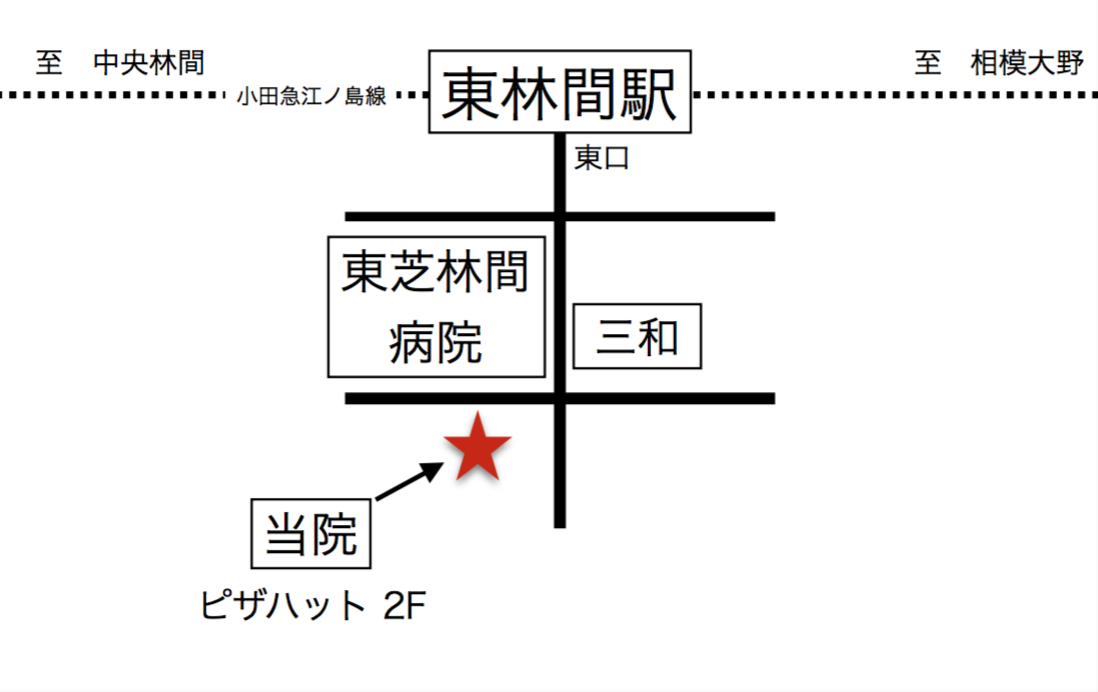 至　中央林間
至　相模大野
小田急江ノ島線
東林間駅
東口
東芝林間
病院
三和
当院
ピザハット 2F